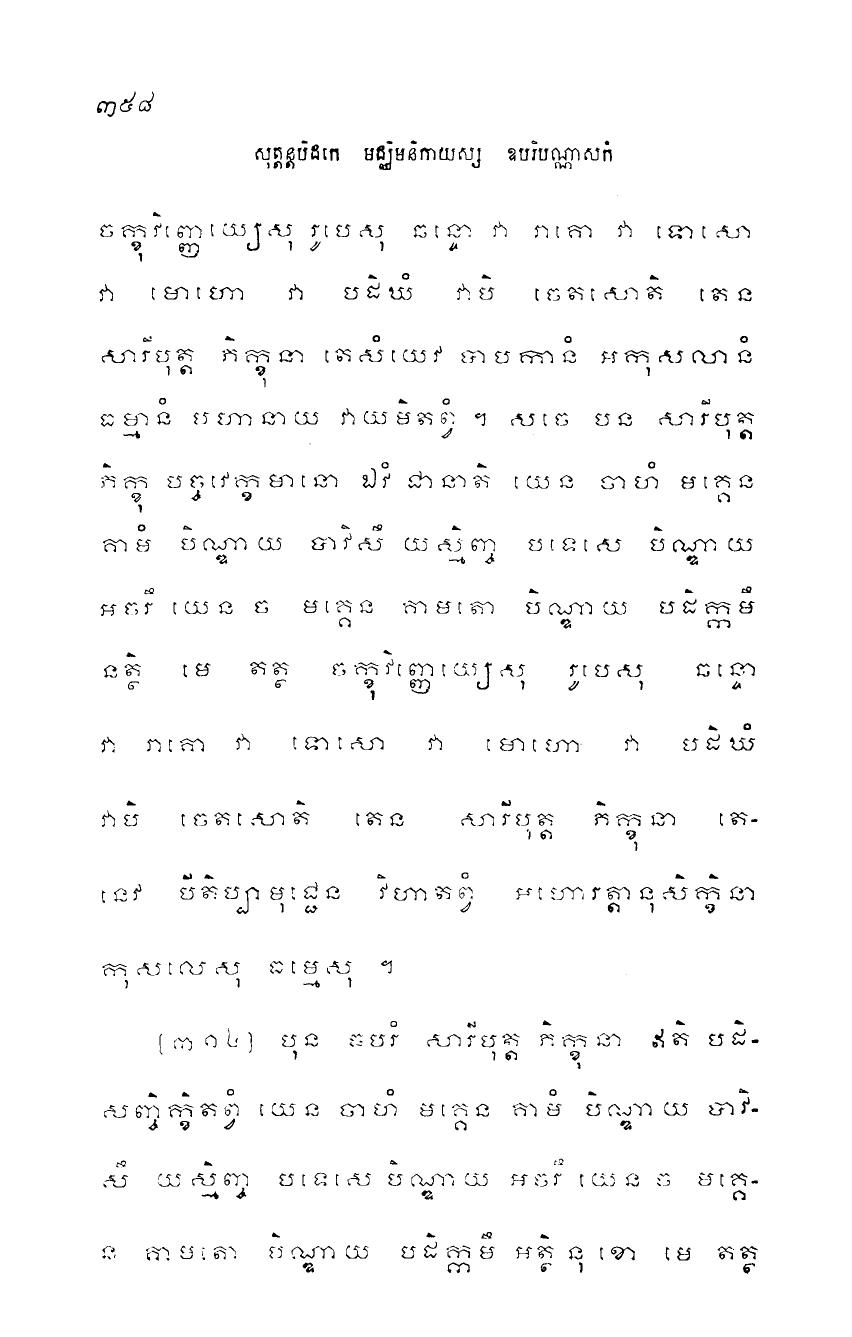 ៣៥៨
សុត្តន្តបិដកេ មជ្ឈិមនិកាយស្ស ឧបរិបណ្ណាសកំ
ចក្ខុវិញ្ញេយ្យេសុ រូបេសុ ឆន្ទោ វា រាគោ វា ទោសោ
វា មោហោ វា បដិឃំ វាបិ ចេតសោតិ តេន
សារីបុត្ត ភិក្ខុនា តេសំយេវ បាបកានំ អកុសលានំ
ធម្មានំ បហានាយ វាយមិតព្វំ ។ សចេ បន សារីបុត្ត
ភិក្ខុ បច្ចវេក្ខមានោ ឯវំ ជានាតិ យេន ចាហំ មគ្គេន
គាមំ បិណ្ឌាយ បាវិសឹ យស្មិញ្ច បទេសេ បិណ្ឌាយ
អចរឹ យេន ច មគ្គេន គាមតោ បិណ្ឌាយ បដិក្កមឹ
នត្ថិ មេ តត្ថ ចក្ខុវិញ្ញេយ្យេសុ រូបេសុ ឆន្ទោ
វា រាគោ វា ទោសោ វា មោហោ វា បដិឃំ
វាបិ ចេតសោតិ តេន សារីបុត្ត ភិក្ខុនា តេ-
នេវ បីតិប្បាមុជ្ជេន វិហាតព្វំ អហោរត្តានុសិក្ខិនា
កុសលេសុ ធម្មេសុ ។
[៣១៤] បុន ចបរំ សារីបុត្ត ភិក្ខុនា ឥតិ បដិ-
សញ្ចិក្ខិតព្វំ យេន ចាហំ មគ្គេន គាមំ បិណ្ឌាយ បាវិ-
សឹ យស្មិញ្ច បទេសេ បិណ្ឌាយ អចរឹ យេន ច មគ្គេ-
ន គាមតោ បិណ្ឌាយ បដិក្កមឹ អត្ថិ នុ ខោ មេ តត្ថ